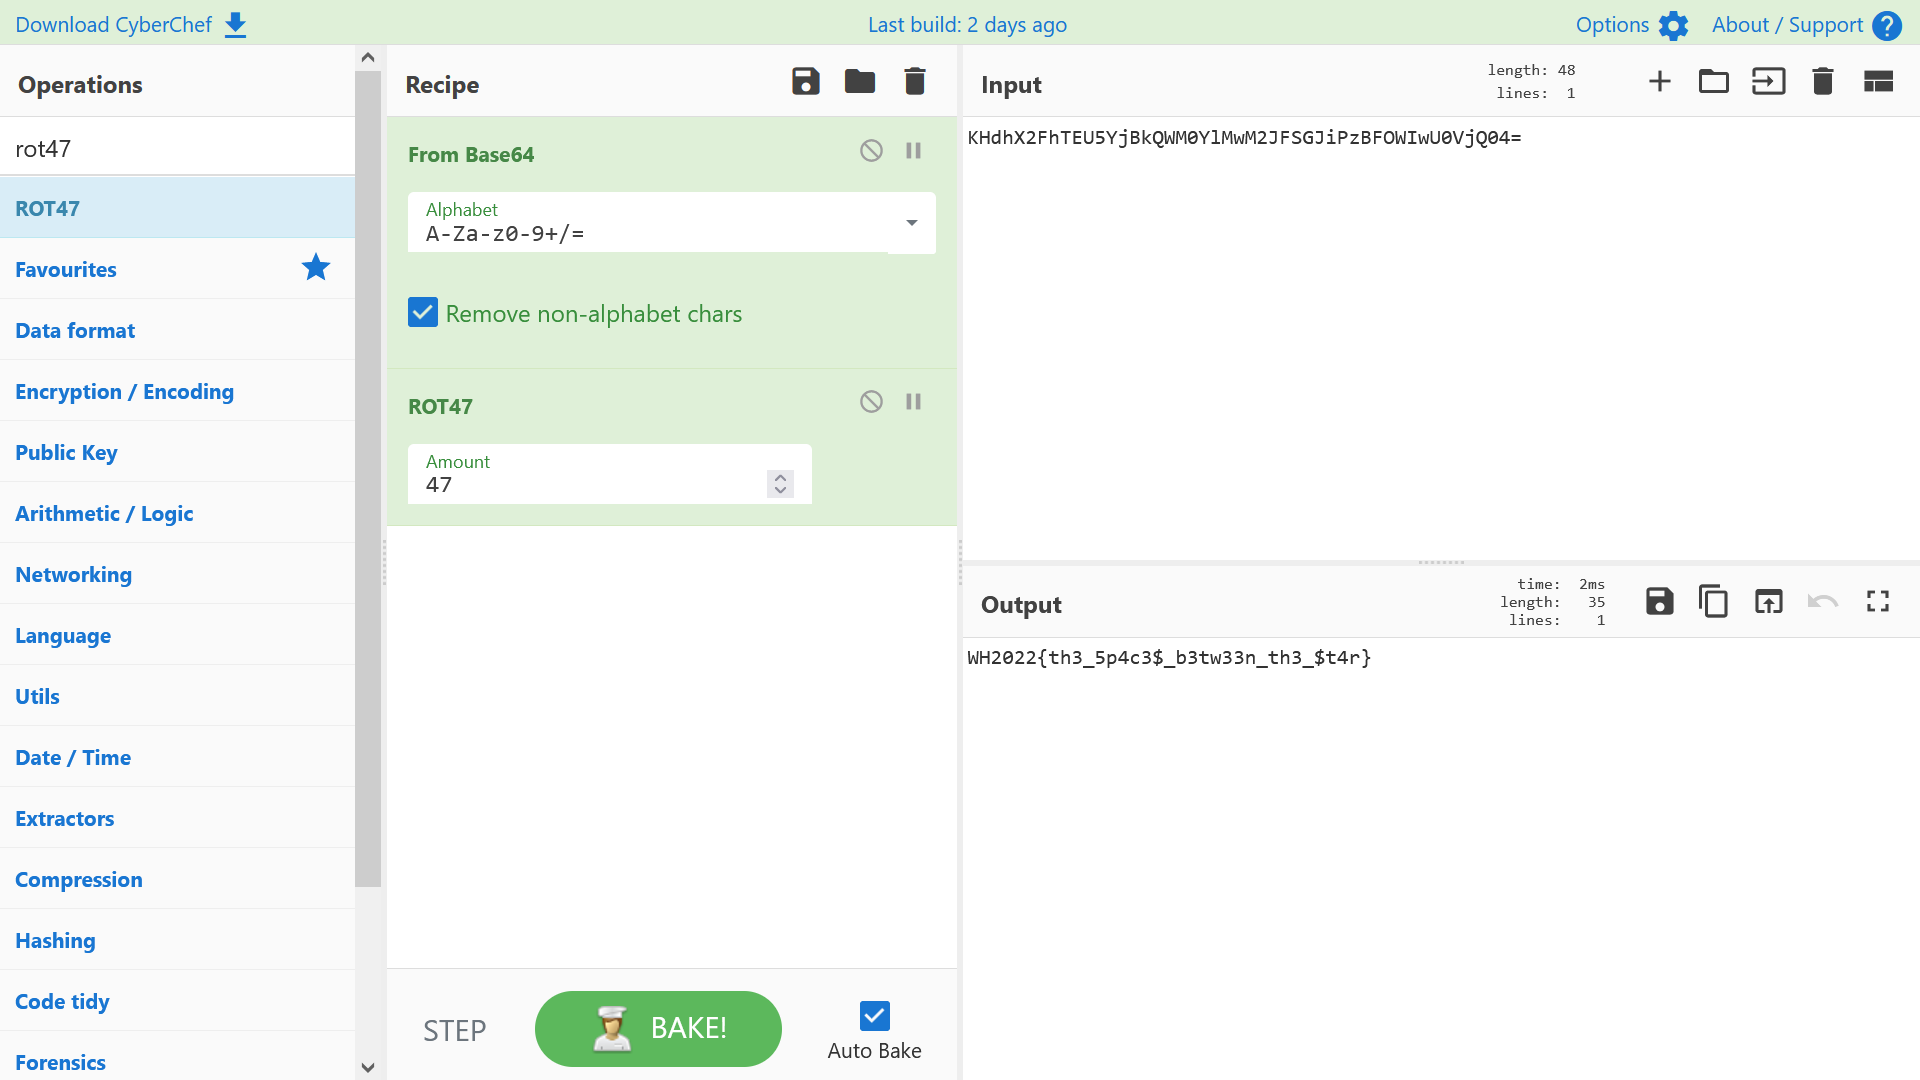 Download CyberChef
Last build: 2 days ago
Options
About / Support
Operations
rot47
ROT47
Favourites
Data format
Encryption / Encoding
Public Key
Arithmetic / Logic
Networking
Language
Utils
Date / Time
Extractors
Compression
Hashing
Code tidy
Forensics
Recipe
From Base64
Alphabet
A-Za-z0-9+/=
Remove non-alphabet chars
ROT47
Amount
47
STEP
BAKE!
Auto Bake
Input
length: 48
lines: 1
KHdhX2FhTEU5YjBkQWM0YlMwM2JFSGJiPzBFOWIwU0VjQ04=
Output
time: 2ms
length: 35
lines: 1
WH2022{th3_5p4c3$_b3tw33n_th3_$t4r}